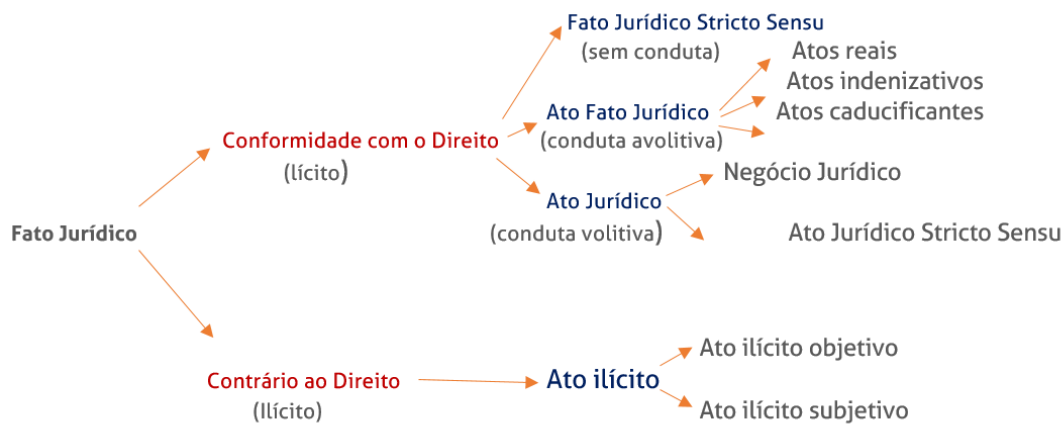 Fato Jurídico Stricto Sensu
(sem conduta)
Atos reais
Atos indenizativos
Ato Fato Jurídico
Atos caducificantes
(conduta avolitiva)
Conformidade com o Direito
(lícito)
Negócio Jurídico
Ato Jurídico
(conduta volitiva)
Ato Jurídico Stricto Sensu
Fato Jurídico
Ato ilícito objetivo
Contrário ao Direito
Ato ilícito
(Ilícito)
Ato ilícito subjetivo